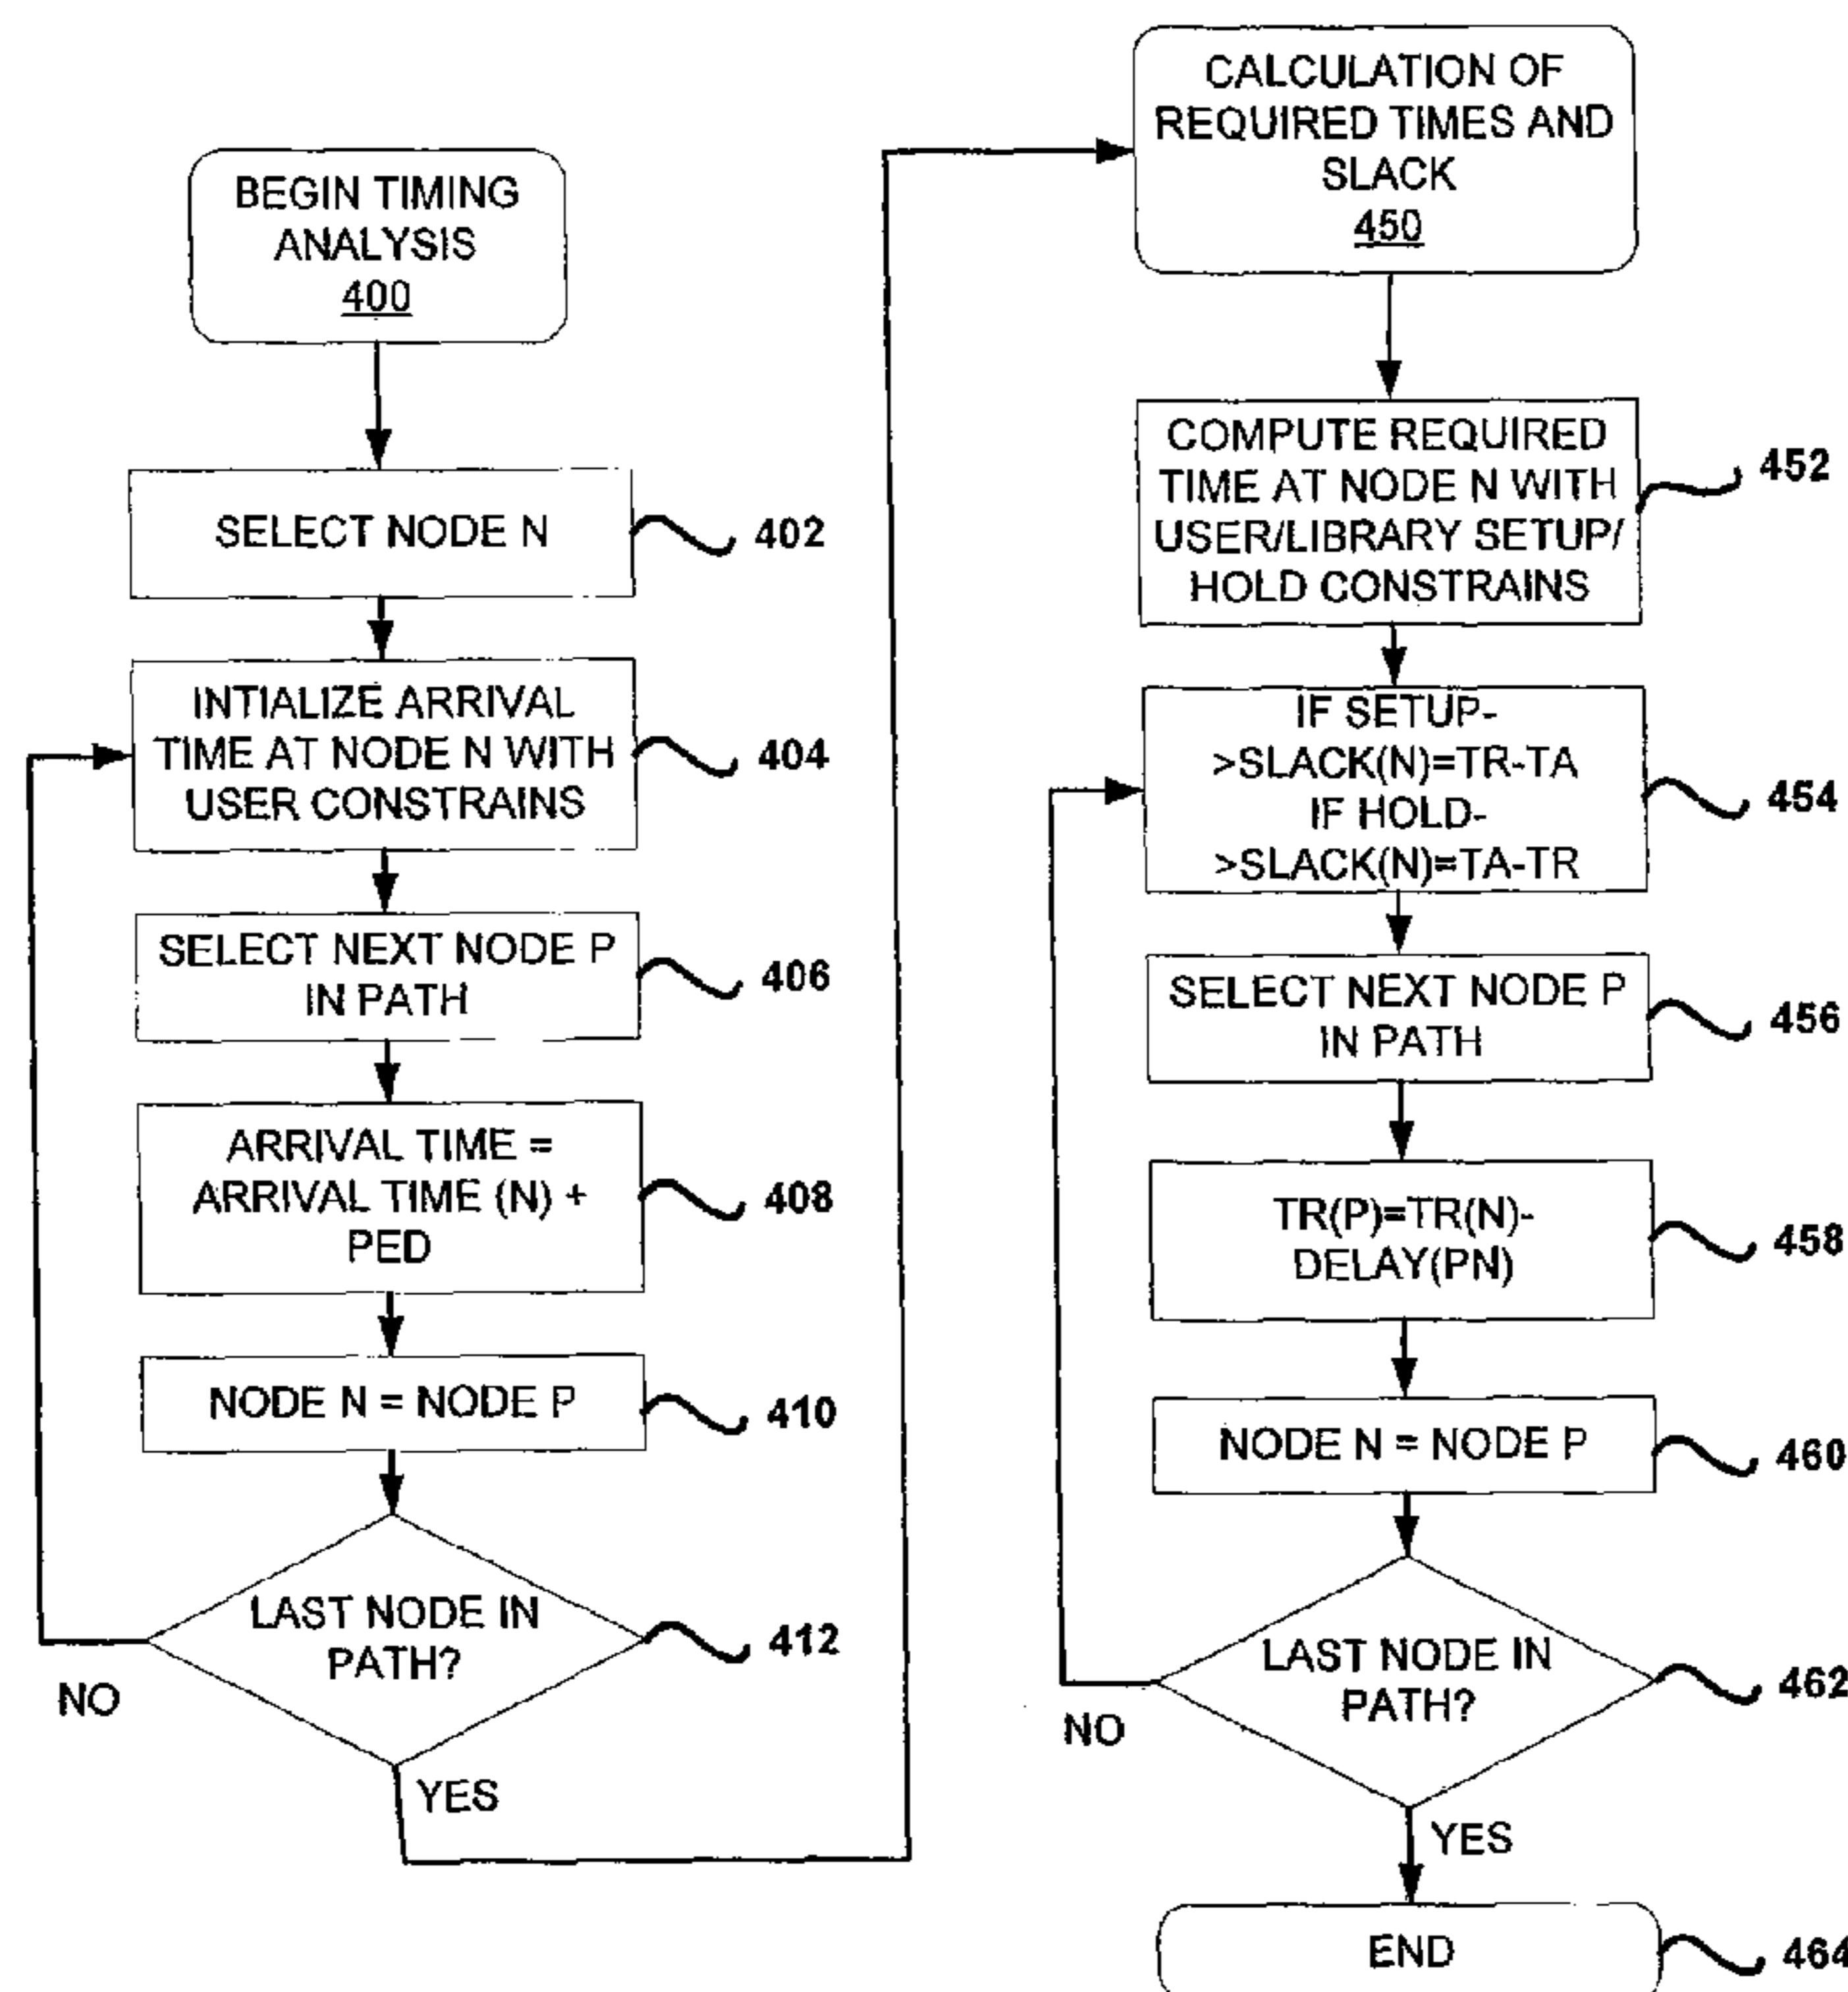 BEGIN TIMING
ANALYSIS
400
SELECT NODE N
402
INTIALIZE ARRIVAL
TIME AT NODE N WITH
USER CONSTRAINS
404
SELECT NEXT NODE P
IN PATH
406
ARRIVAL TIME =
ARRIVAL TIME (N) +
PED
408
NODE N = NODE P
410
LAST NODE IN
PATH?
412
NO
YES
CALCULATION OF
REQUIRED TIMES AND
SLACK
450
COMPUTE REQUIRED
TIME AT NODE N WITH
USER/LIBRARY SETUP/
HOLD CONSTRAINS
452
IF SETUP-
>SLACK(N)=TR-TA
IF HOLD-
>SLACK(N)=TA-TR
454
SELECT NEXT NODE P
IN PATH
456
TR(P)=TR(N)-
DELAY(PN)
458
NODE N = NODE P
460
LAST NODE IN
PATH?
462
NO
YES
END
464